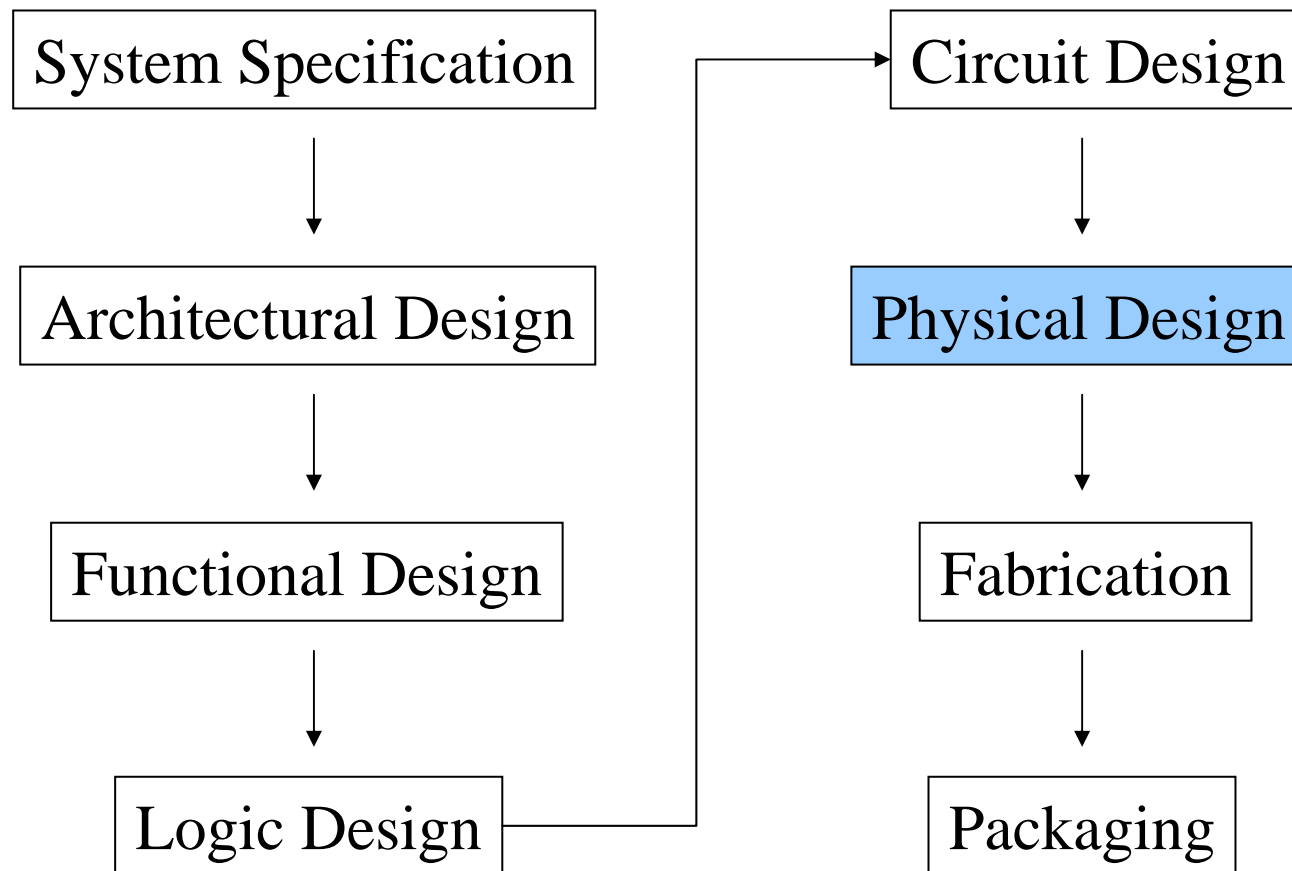 System Specification
Architectural Design
Functional Design
Logic Design
Circuit Design
Physical Design
Fabrication
Packaging